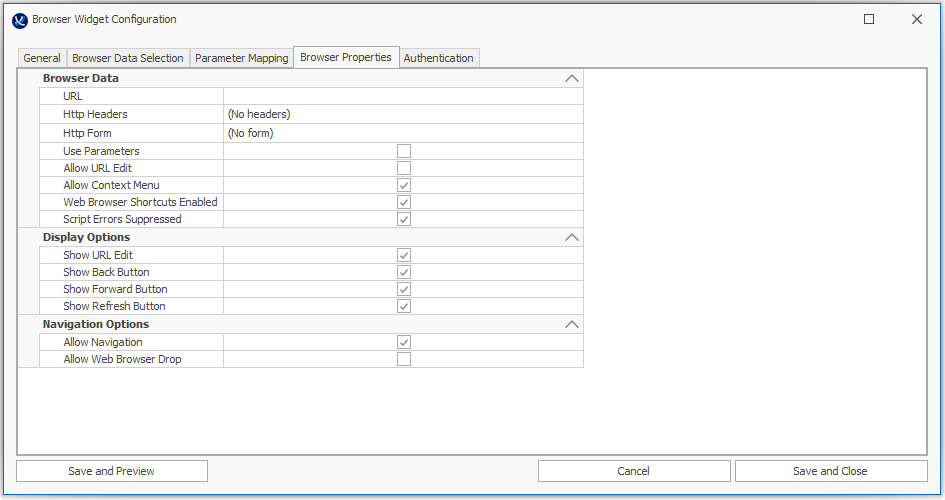 Browser Widget Configuration
General Browser Data Selection Parameter Mapping Browser Properties Authentication
Browser Data
URL
Http Headers (No headers)
Http Form (No form)
Use Parameters
Allow URL Edit
Allow Context Menu
Web Browser Shortcuts Enabled
Script Errors Suppressed
Display Options
Show URL Edit
Show Back Button
Show Forward Button
Show Refresh Button
Navigation Options
Allow Navigation
Allow Web Browser Drop
Save and Preview Cancel Save and Close